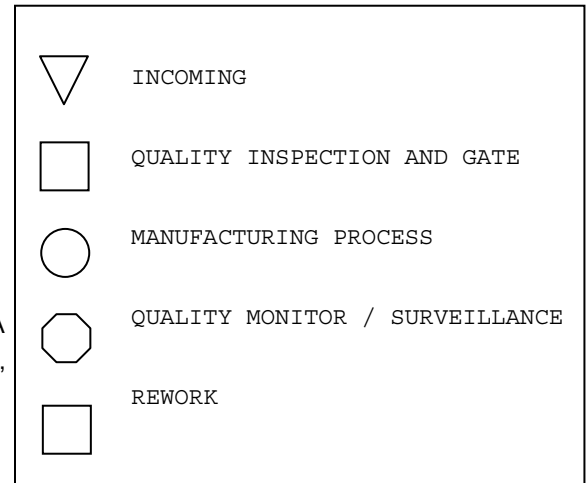 INCOMING
QUALITY INSPECTION AND GATE
MANUFACTURING PROCESS
QUALITY MONITOR / SURVEILLANCE
A
,
REWORK